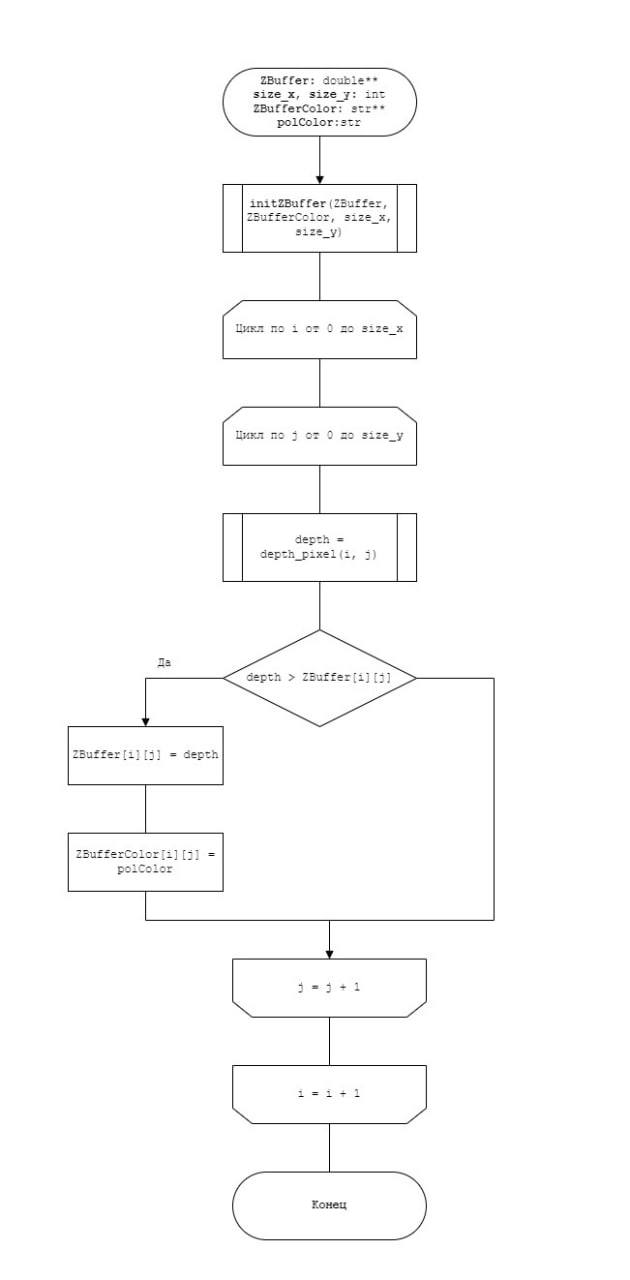 ZBuffer: double**
size_x, size_y: int
ZBufferColor: str**
polColor:str
initZBuffer(ZBuffer,
ZBufferColor, size_x,
size_y)
Цикл по i от 0 до size_x
Цикл по j от 0 до size_y
depth =
depth_pixel(i, j)
depth > ZBuffer[i][j]
Да
ZBuffer[i][j] = depth
ZBufferColor[i][j] =
polColor
j = j + 1
i = i + 1
Конец